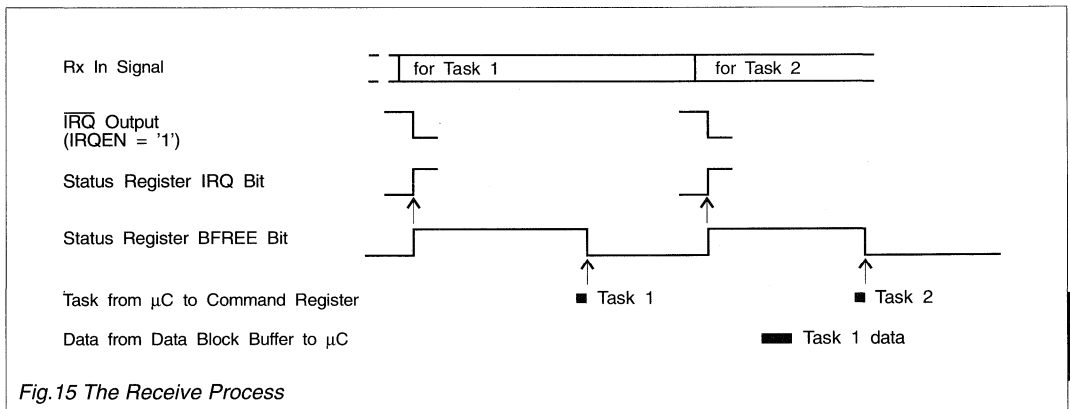 Rx In Signal
for Task 1
for Task 2
IRQ Output
(IRQEN = '1')
Status Register IRQ Bit
Status Register BFREE Bit
Task from µC to Command Register
Task 1
Task 2
Data from Data Block Buffer to µC
Task 1 data
Fig.15 The Receive Process